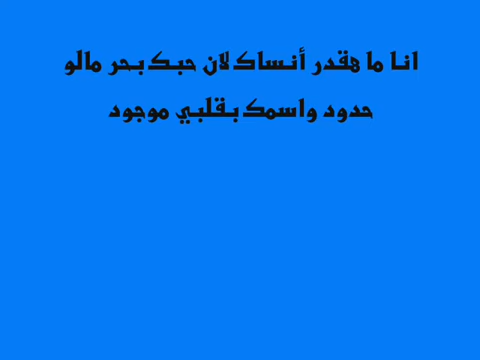 انا ما هقدر أنساك لان حبك بحر مالو
حدود واسمك بقلبي موجود